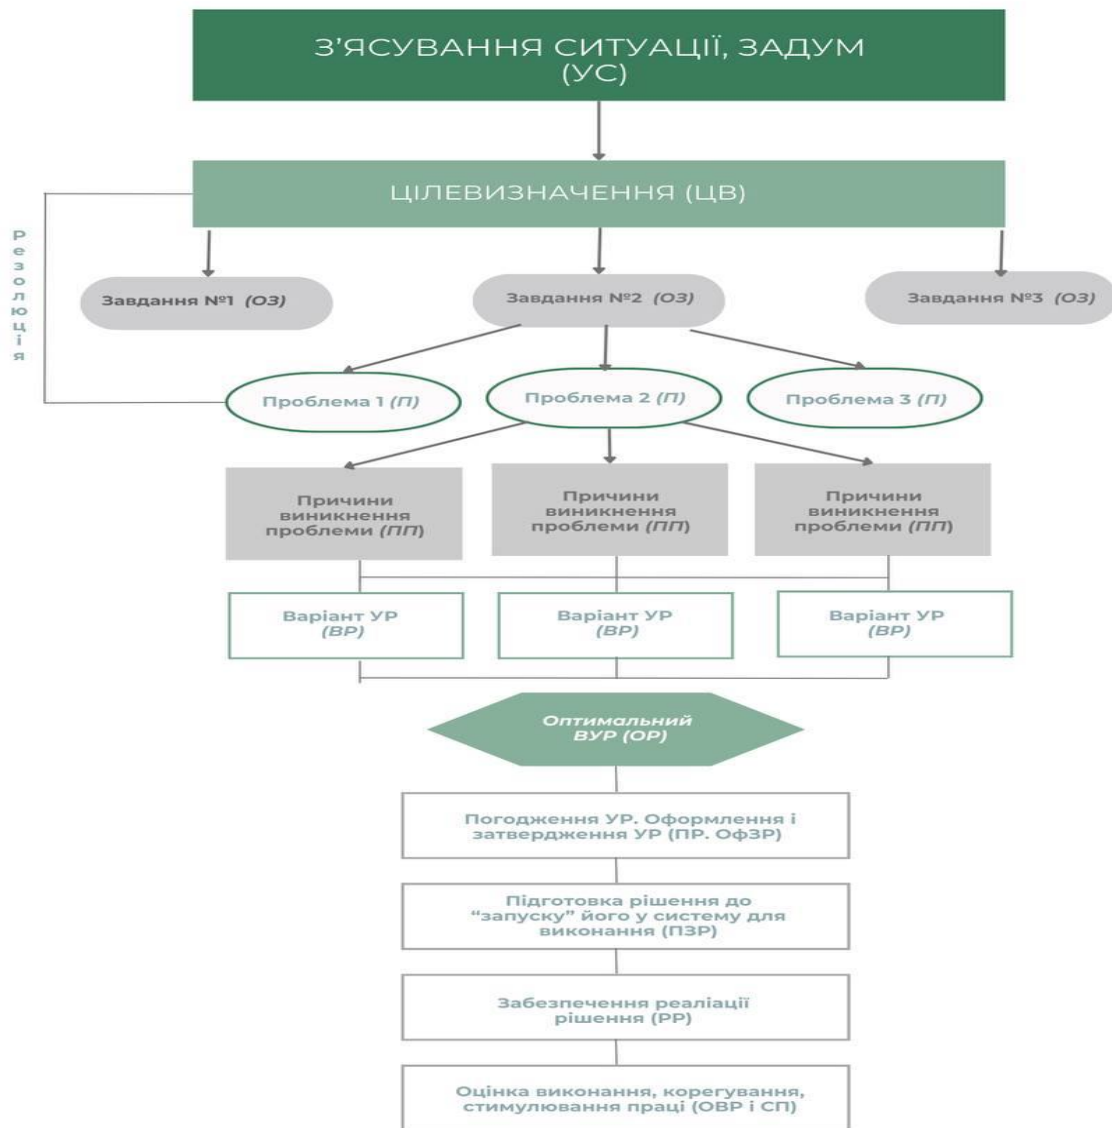 З’ЯСУВАННЯ СИТУАЦІЇ, ЗАДУМ
(УС)
ЦІЛЕВИЗНАЧЕННЯ (ЦВ)
Резолюція
Завдання №1 (ОЗ)
Завдання №2 (ОЗ)
Завдання №3 (ОЗ)
Проблема 1 (П)
Проблема 2 (П)
Проблема 3 (П)
Причини
виникнення
проблеми (ПП)
Причини
виникнення
проблеми (ПП)
Причини
виникнення
проблеми (ПП)
Варіант УР
(ВР)
Варіант УР
(ВР)
Варіант УР
(ВР)
Оптимальний
ВУР (ОР)
Погодження УР. Оформлення і
затвердження УР (ПР. ОфЗР)
Підготовка рішення до
“запуску” його у систему для
виконання (ПЗР)
Забезпечення реаліації
рішення (РР)
Оцінка виконання, корегування,
стимулювання праці (ОВР і СП)